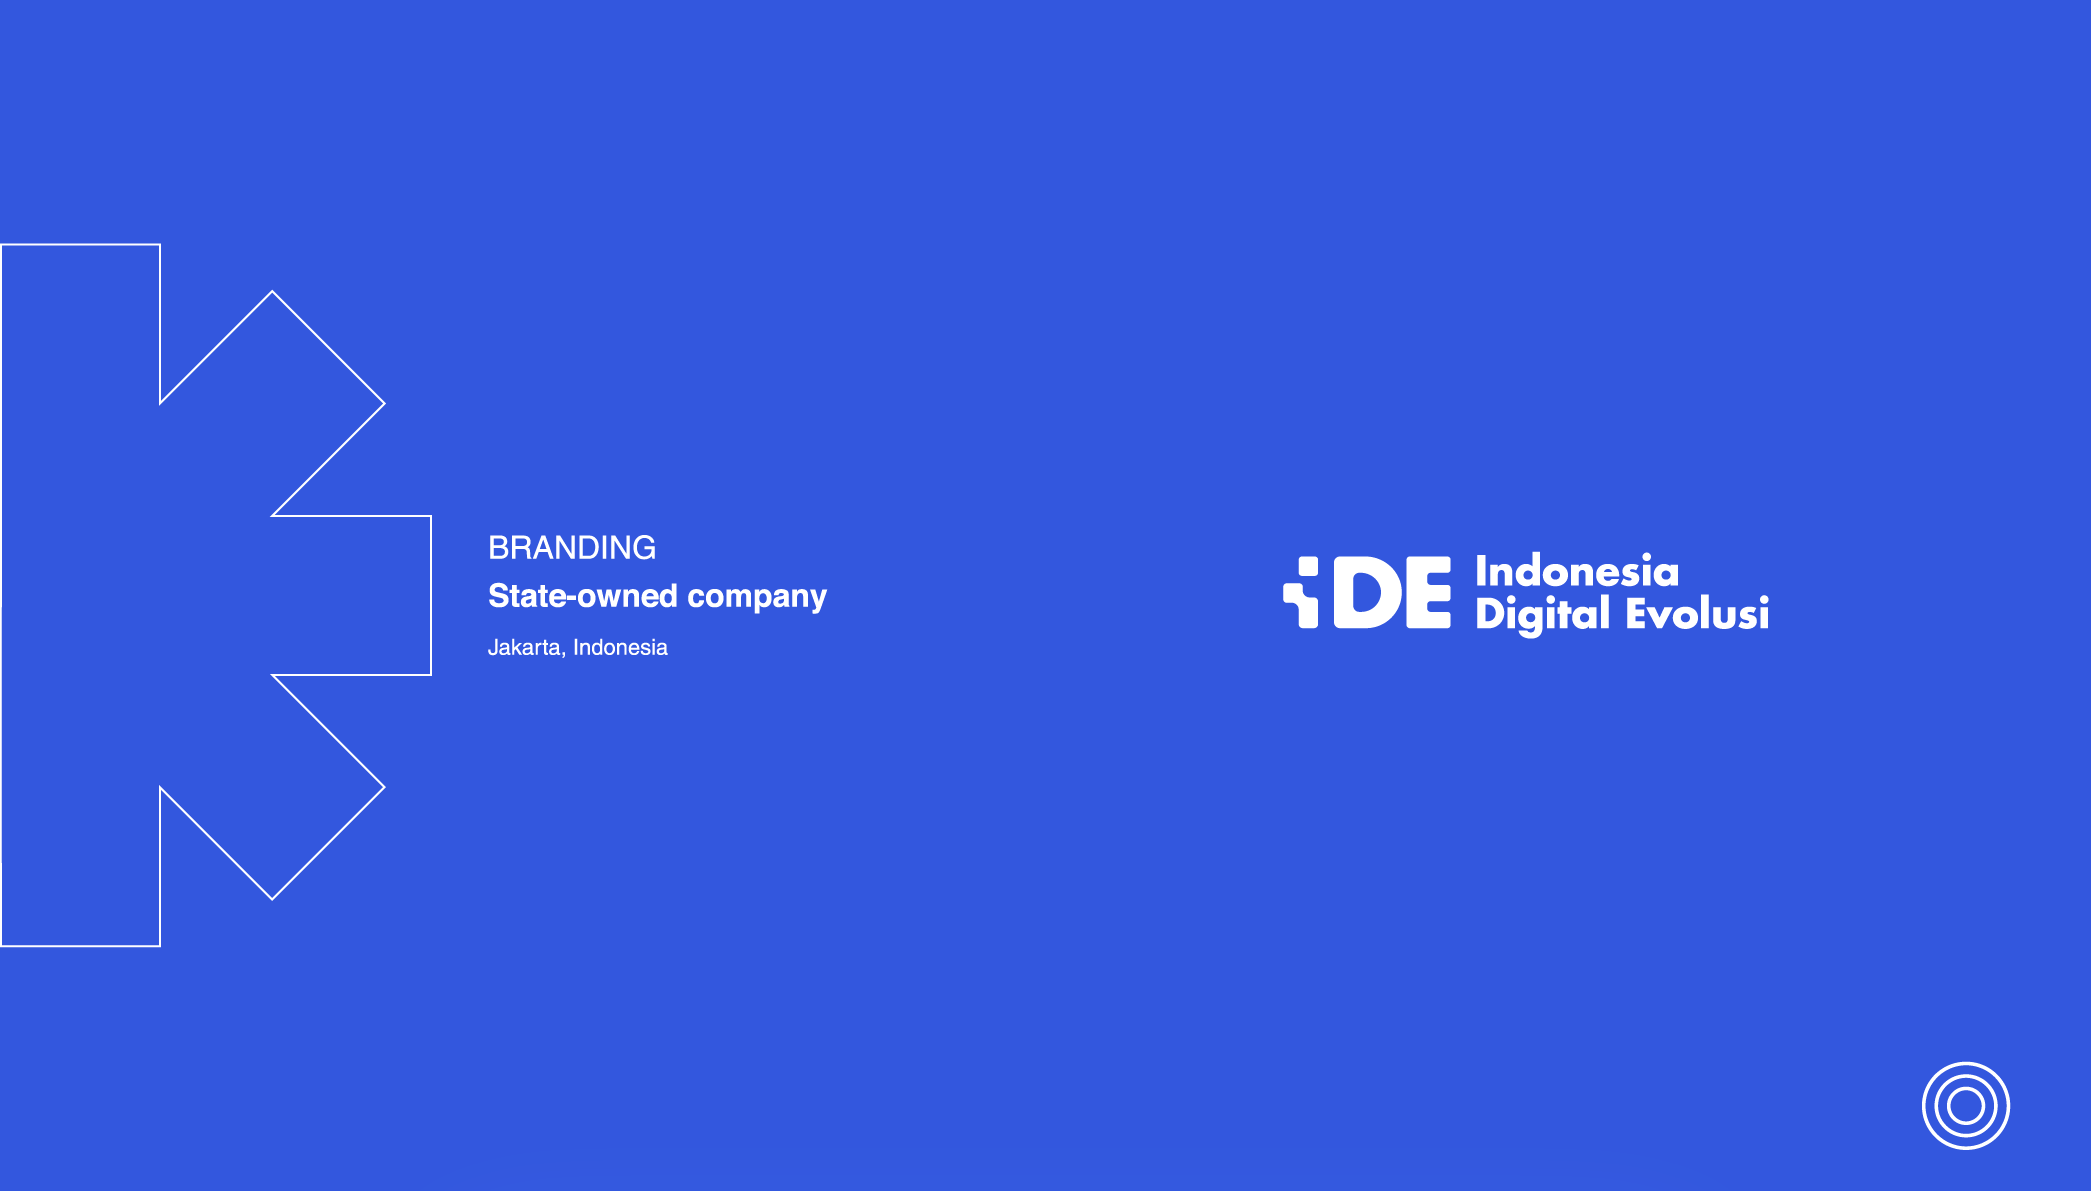 BRANDING
State-owned company
Jakarta, Indonesia
iDE
Indonesia
Digital Evolusi